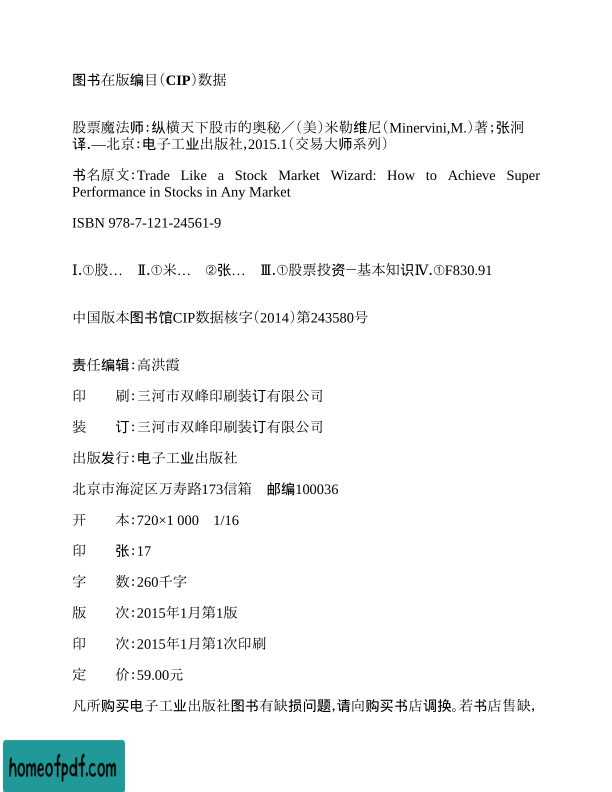 图书在版编目（CIP）数据
股票魔法师：纵横天下股市的奥秘／（美）米勒维尼（Minervini,M.）著；张泂
译.—北京：电子工业出版社,2015.1（交易大师系列）
书名原文：Trade Like a Stock Market Wizard: How to Achieve Super
Performance in Stocks in Any Market
ISBN 978-7-121-24561-9
Ⅰ.①股… Ⅱ.①米… ②张… Ⅲ.①股票投资－基本知识Ⅳ.①F830.91
中国版本图书馆CIP数据核字（2014）第243580号
责任编辑：高洪霞
印　　刷：三河市双峰印刷装订有限公司
装　　订：三河市双峰印刷装订有限公司
出版发行：电子工业出版社
北京市海淀区万寿路173信箱　邮编100036
开　　本：720×1 000　1/16
印　　张：17
字　　数：260千字
版　　次：2015年1月第1版
印　　次：2015年1月第1次印刷
定　　价：59.00元
凡所购买电子工业出版社图书有缺损问题,请向购买书店调换。若书店售缺,
homeofpdf.com